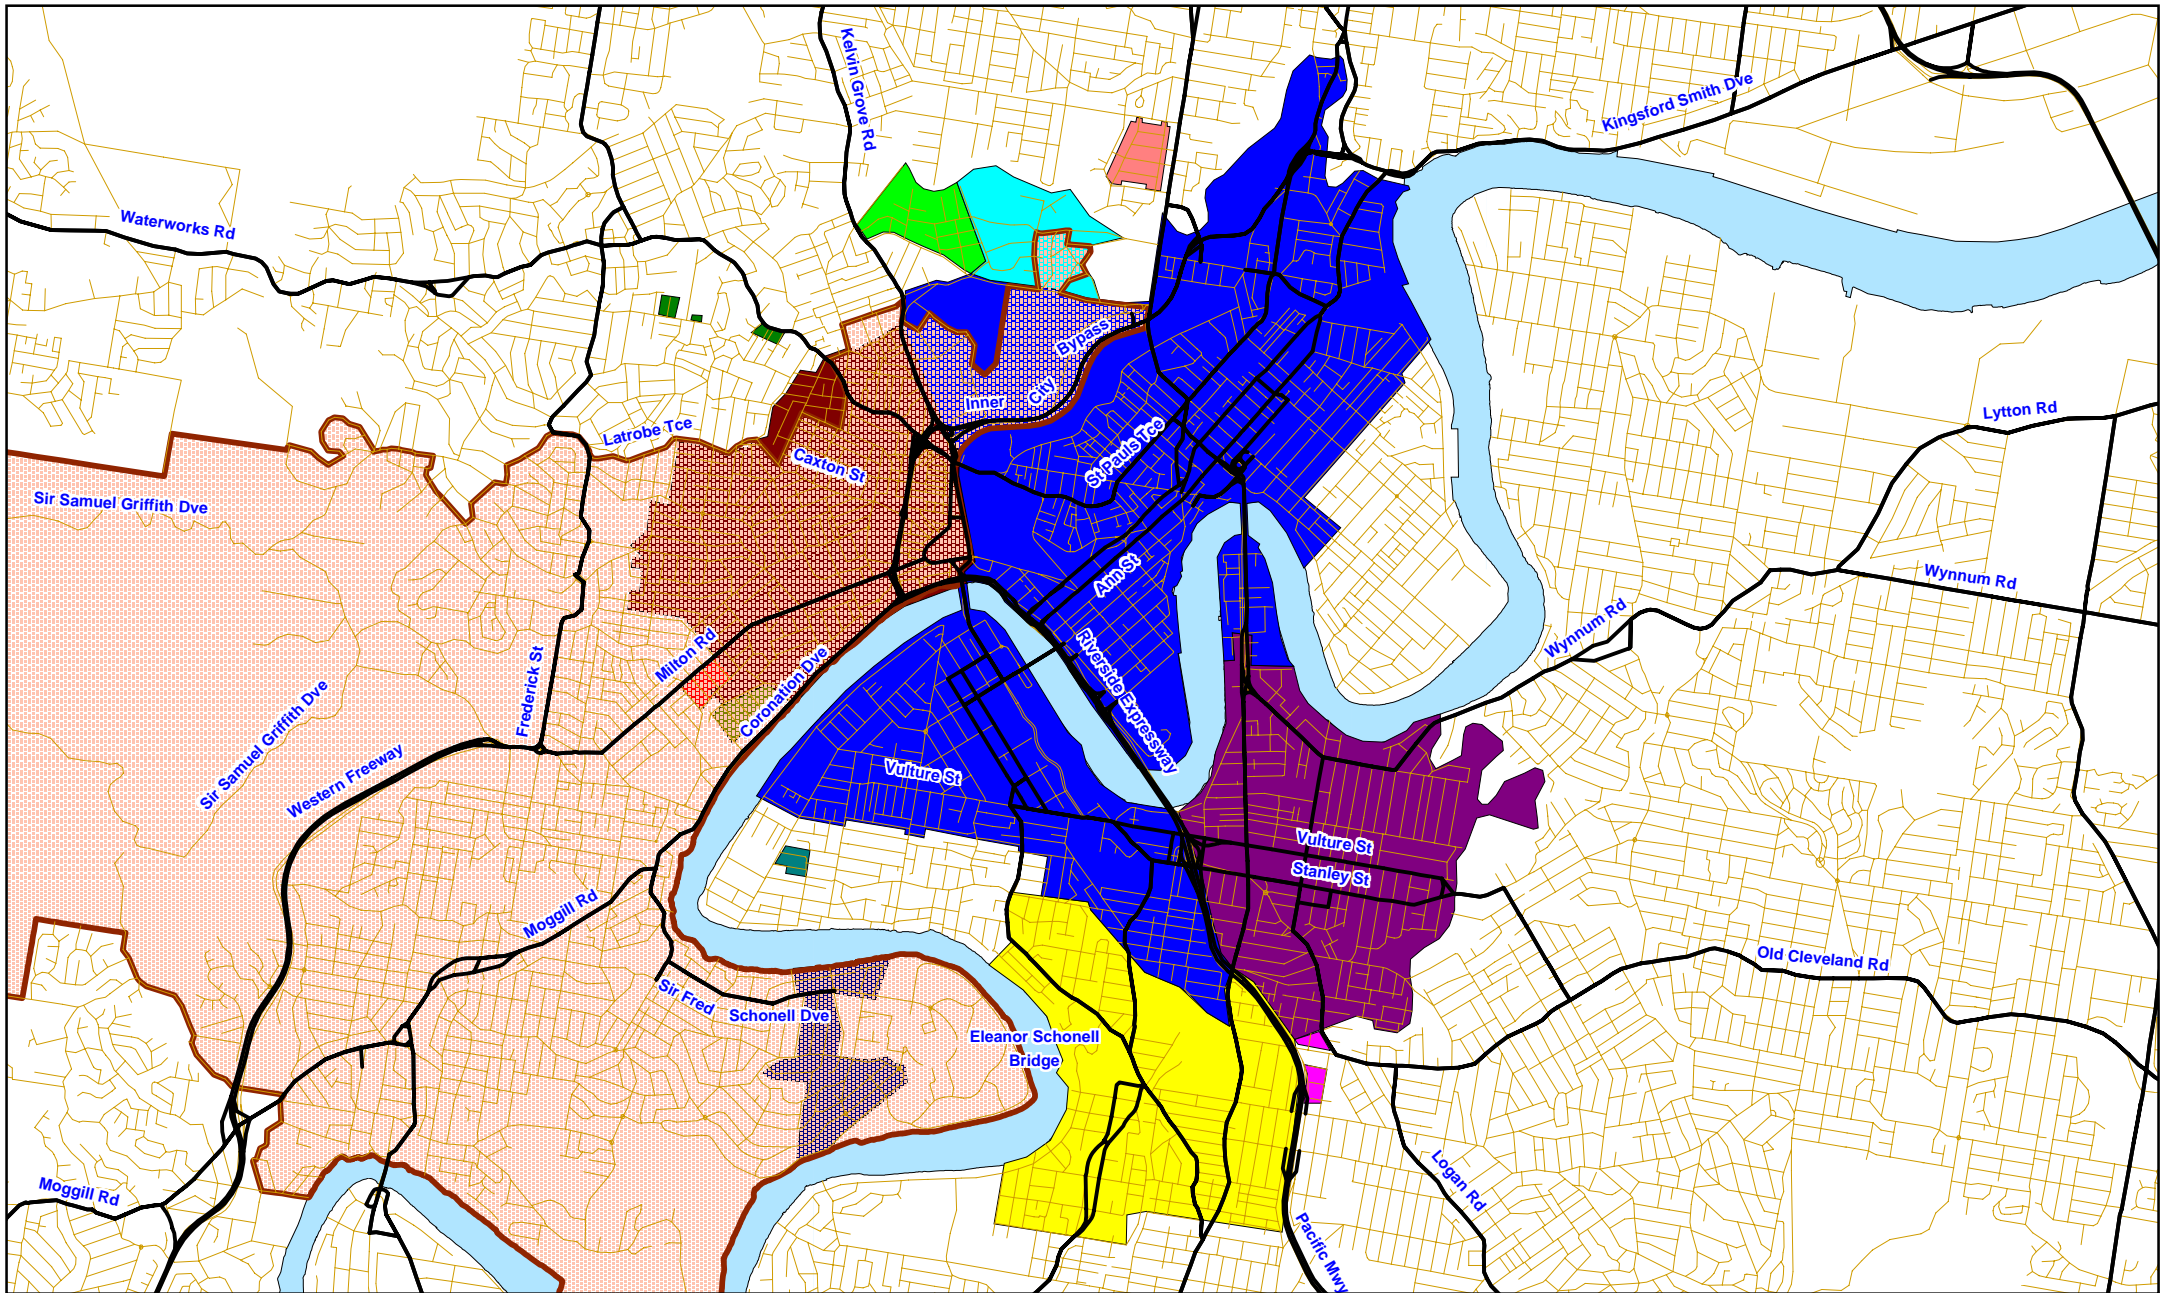 Kelvin Grove Rd
Kingsford Smith Dve
Waterworks Rd
Bypass
City
Inner
Lytton Rd
Latrobe Tce
St Pauls Tce
Caxton St
Sir Samuel Griffith Dve
Ann St
Wynnum Rd
Wynnum Rd
Milton Rd
Frederick St
Coronation Dve
Riverside Expressway
Sir Samuel Griffith Dve
Western Freeway
Vulture St
Vulture St
Stanley St
Moggill Rd
Old Cleveland Rd
Sir Fred
Schonell Dve
Eleanor Schonell
Bridge
Moggill Rd
Logan Rd
Pacific Mwy